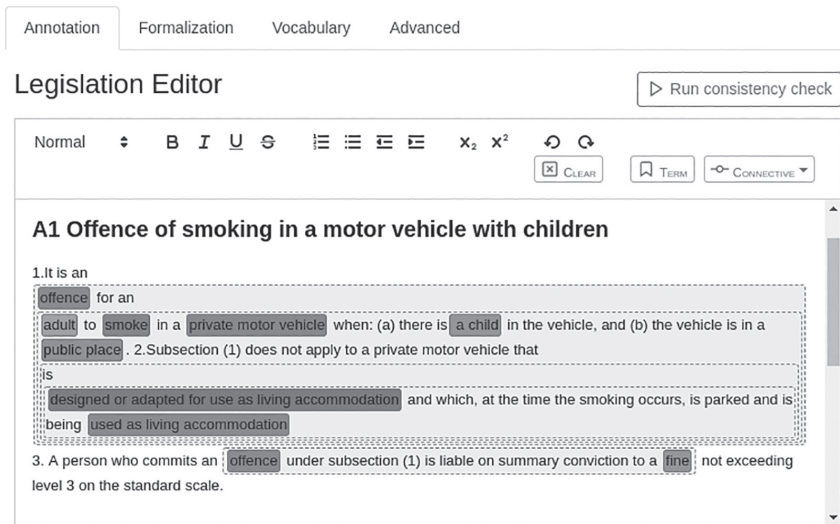 Annotation Formalization Vocabulary Advanced
Legislation Editor
Run consistency check
Normal B I U S X₂ X²
CLEAR TERM CONNECTIVE
A1 Offence of smoking in a motor vehicle with children
1.It is an
offence for an
adult to smoke in a private motor vehicle when: (a) there is a child in the vehicle, and (b) the vehicle is in a
public place . 2.Subsection (1) does not apply to a private motor vehicle that
is
designed or adapted for use as living accommodation and which, at the time the smoking occurs, is parked and is
being used as living accommodation
3. A person who commits an offence under subsection (1) is liable on summary conviction to a fine not exceeding
level 3 on the standard scale.